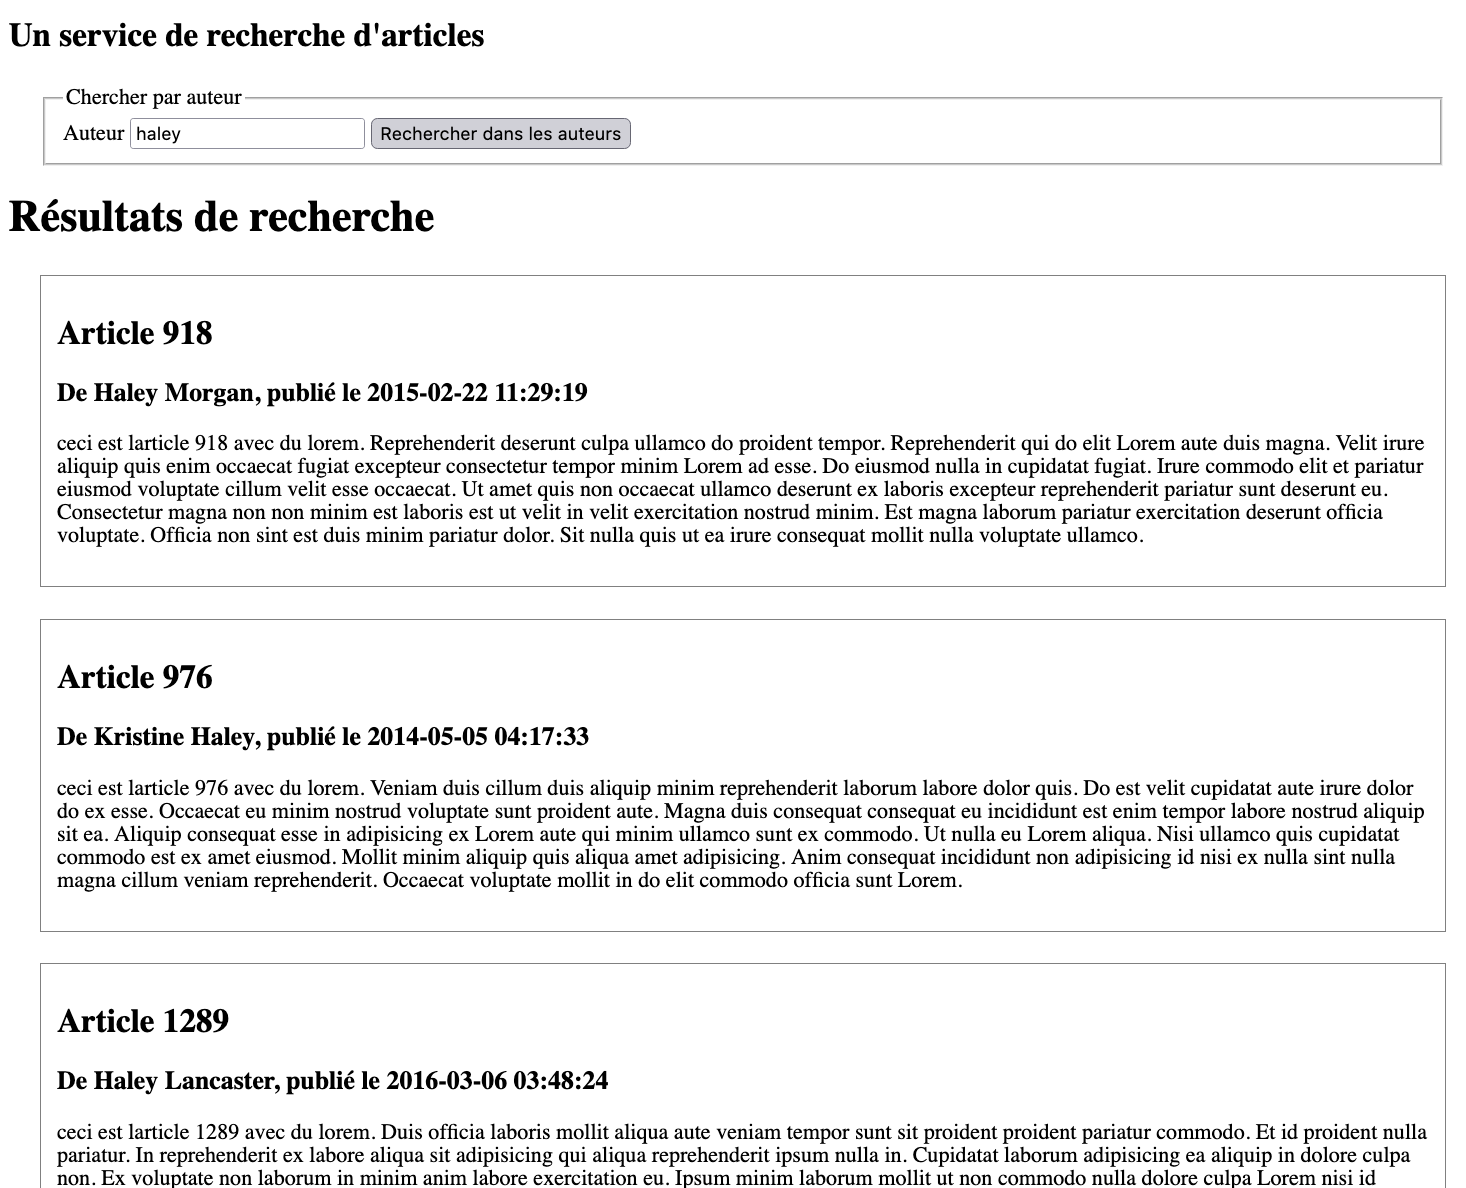 Un service de recherche d'articles
Chercher par auteur
Auteur haley Rechercher dans les auteurs
Résultats de recherche
Article 918
De Haley Morgan, publié le 2015-02-22 11:29:19
ceci est larticle 918 avec du lorem. Reprehenderit deserunt culpa ullamco do proident tempor. Reprehenderit qui do elit Lorem aute duis magna. Velit irure
aliquip quis enim occaecat fugiat excepteur consectetur tempor minim Lorem ad esse. Do eiusmod nulla in cupidatat fugiat. Irure commodo elit et pariatur
eiusmod voluptate cillum velit esse occaecat. Ut amet quis non occaecat ullamco deserunt ex laboris excepteur reprehenderit pariatur sunt deserunt eu.
Consectetur magna non non minim est laboris est ut velit in velit exercitation nostrud minim. Est magna laborum pariatur exercitation deserunt officia
voluptate. Officia non sint est duis minim pariatur dolor. Sit nulla quis ut ea irure consequat mollit nulla voluptate ullamco.
Article 976
De Kristine Haley, publié le 2014-05-05 04:17:33
ceci est larticle 976 avec du lorem. Veniam duis cillum duis aliquip minim reprehenderit laborum labore dolor quis. Do est velit cupidatat aute irure dolor
do ex esse. Occaecat eu minim nostrud voluptate sunt proident aute. Magna duis consequat consequat eu incididunt est enim tempor labore nostrud aliquip
sit ea. Aliquip consequat esse in adipisicing ex Lorem aute qui minim ullamco sunt ex commodo. Ut nulla eu Lorem aliqua. Nisi ullamco quis cupidatat
commodo est ex amet eiusmod. Mollit minim aliquip quis aliqua amet adipisicing. Anim consequat incididunt non adipisicing id nisi ex nulla sint nulla
magna cillum veniam reprehenderit. Occaecat voluptate mollit in do elit commodo officia sunt Lorem.
Article 1289
De Haley Lancaster, publié le 2016-03-06 03:48:24
ceci est larticle 1289 avec du lorem. Duis officia laboris mollit aliqua aute veniam tempor sunt sit proident proident pariatur commodo. Et id proident nulla
pariatur. In reprehenderit ex labore aliqua sit adipisicing qui aliqua reprehenderit ipsum nulla in. Cupidatat laborum adipisicing ea aliquip in dolore culpa
non. Ex voluptate non laborum in minim anim labore exercitation eu. Ipsum minim laborum mollit ut non commodo nulla dolore culpa Lorem nisi id